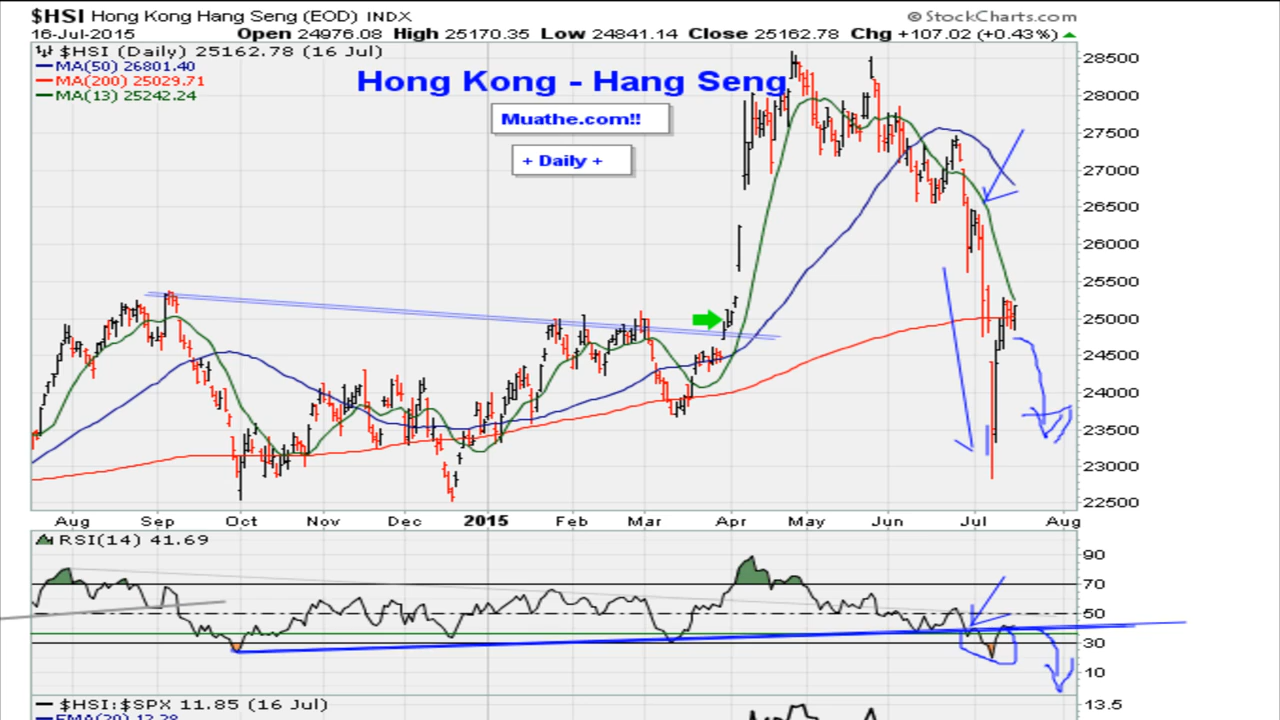 $HSI Hong Kong Hang Seng (EOD) INDX © StockCharts.com
16-Jul-2015 Open 24976.08 High 25170.35 Low 24841.14 Close 25162.78 Chg +107.02 (+0.43%)
$HSI (Daily) 25162.78 (16 Jul)
MA(50) 26801.40
MA(200) 25029.71
MA(13) 25242.24
Hong Kong - Hang Seng
Muathe.com!!
+ Daily +
28500
28000
27500
27000
26500
26000
25500
25000
24500
24000
23500
23000
22500
Aug Sep Oct Nov Dec 2015 Feb Mar Apr May Jun Jul Aug
RSI(14) 41.69
90
70
50
30
10
$HSI:$SPX 11.85 (16 Jul)
13.5
EMA(20) 12.28